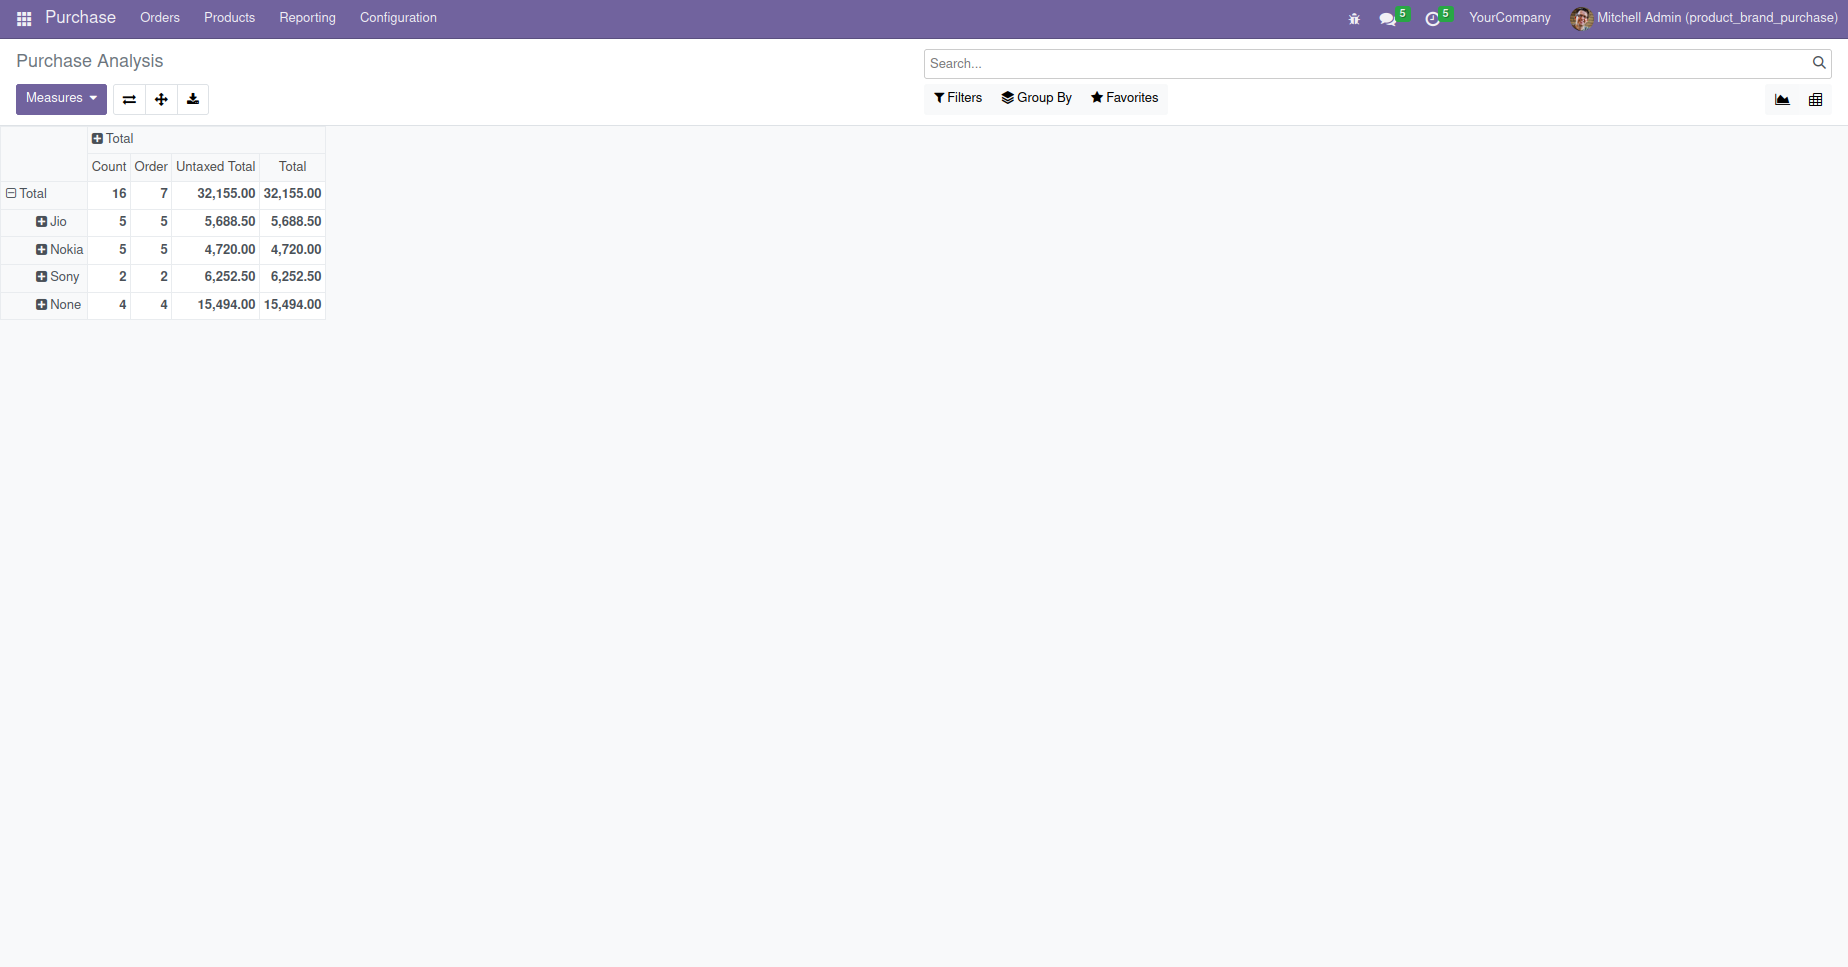 Purchase Orders Products Reporting Configuration 5 5 YourCompany Mitchell Admin (product_brand_purchase)
Purchase Analysis
Search...
Measures Filters Group By Favorites
Total
Count Order Untaxed Total Total
Total 16 7 32,155.00 32,155.00
Jio 5 5 5,688.50 5,688.50
Nokia 5 5 4,720.00 4,720.00
Sony 2 2 6,252.50 6,252.50
None 4 4 15,494.00 15,494.00